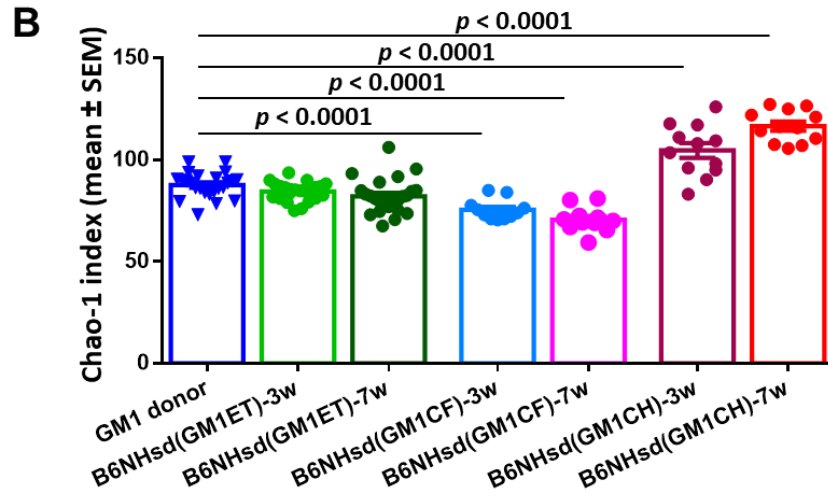 B
p < 0.0001
p < 0.0001
p < 0.0001
p < 0.0001
Chao-1 index (mean ± SEM)
150
100
50
0
GM1 donor
B6NHsd(GM1ET)-3w
B6NHsd(GM1ET)-7w
B6NHsd(GM1CF)-3w
B6NHsd(GM1CF)-7w
B6NHsd(GM1CH)-3w
B6NHsd(GM1CH)-7w